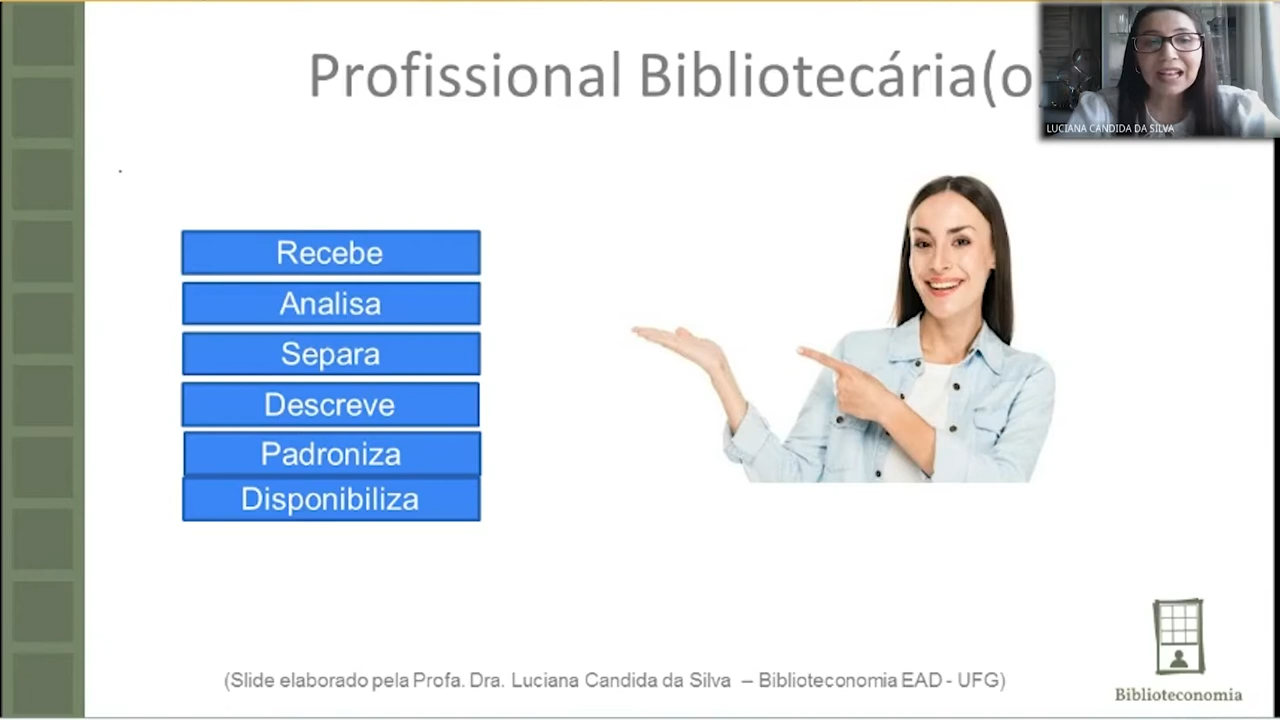 Profissional Bibliotecária(o
LUCIANA CANDIDA DA SILVA
Recebe
Analisa
Separa
Descreve
Padroniza
Disponibiliza
(Slide elaborado pela Profa. Dra. Luciana Candida da Silva – Biblioteconomia EAD - UFG)
Biblioteconomia